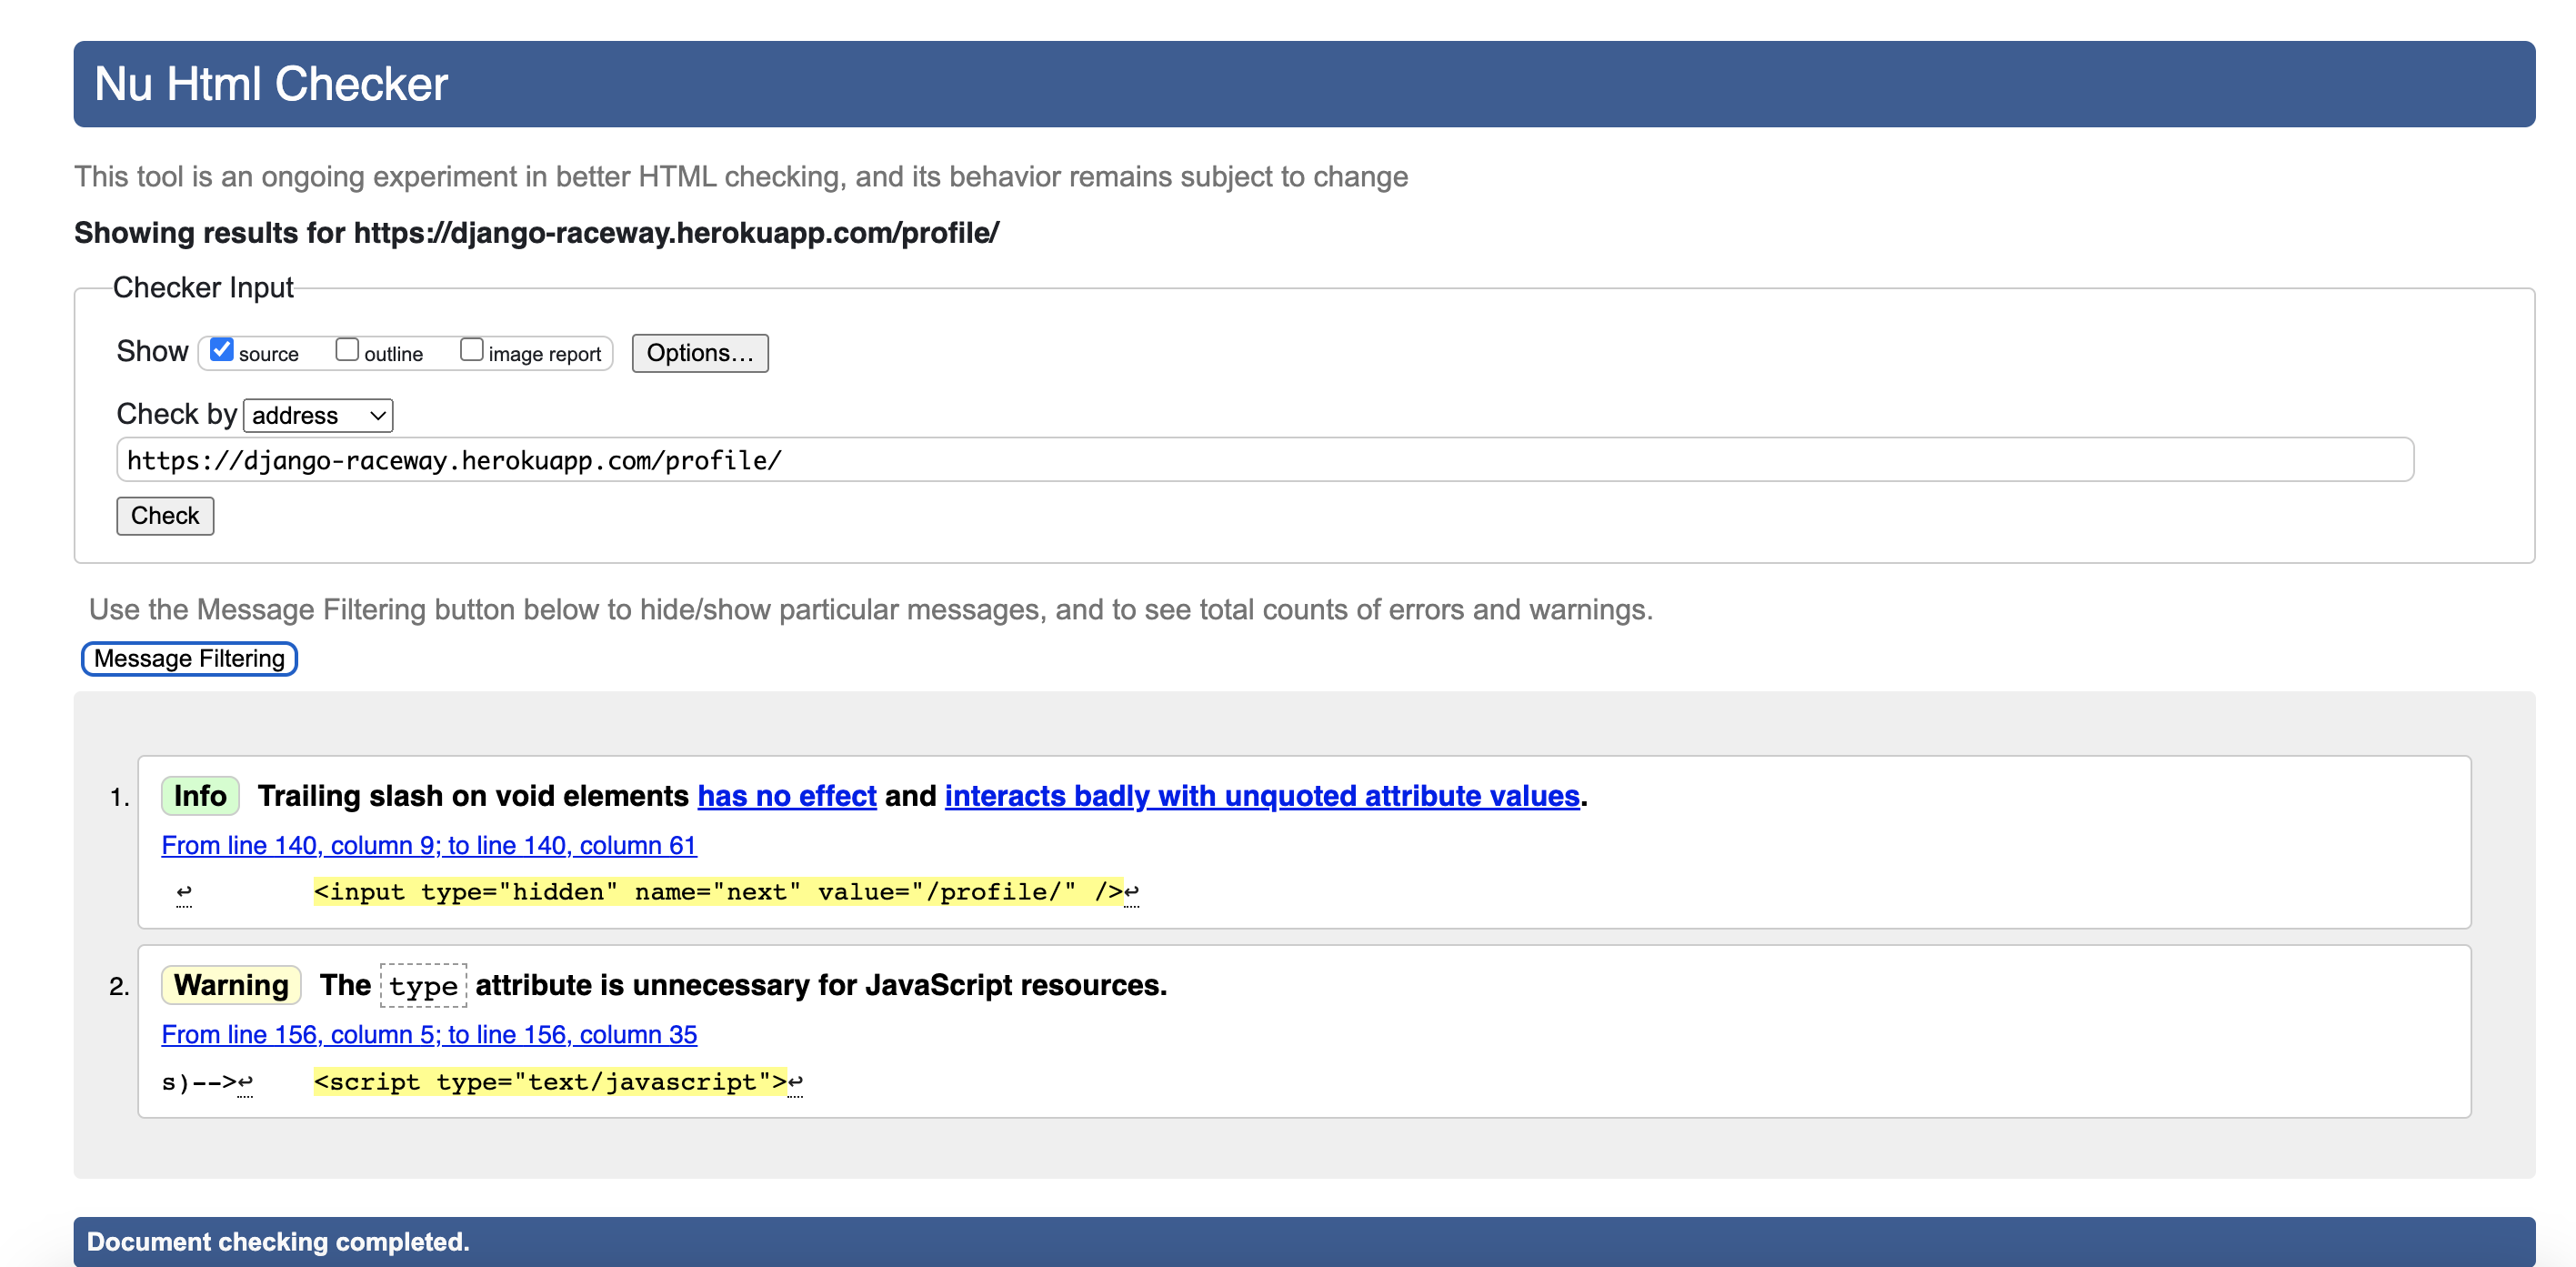 Nu Html Checker
This tool is an ongoing experiment in better HTML checking, and its behavior remains subject to change
Showing results for https://django-raceway.herokuapp.com/profile/
Checker Input
Show source outline image report Options...
Check by address
https://django-raceway.herokuapp.com/profile/
Check
Use the Message Filtering button below to hide/show particular messages, and to see total counts of errors and warnings.
Message Filtering
1. Info Trailing slash on void elements has no effect and interacts badly with unquoted attribute values.
From line 140, column 9; to line 140, column 61
↩ <input type="hidden" name="next" value="/profile/" />↩
2. Warning The type attribute is unnecessary for JavaScript resources.
From line 156, column 5; to line 156, column 35
s)-->↩ <script type="text/javascript">↩
Document checking completed.